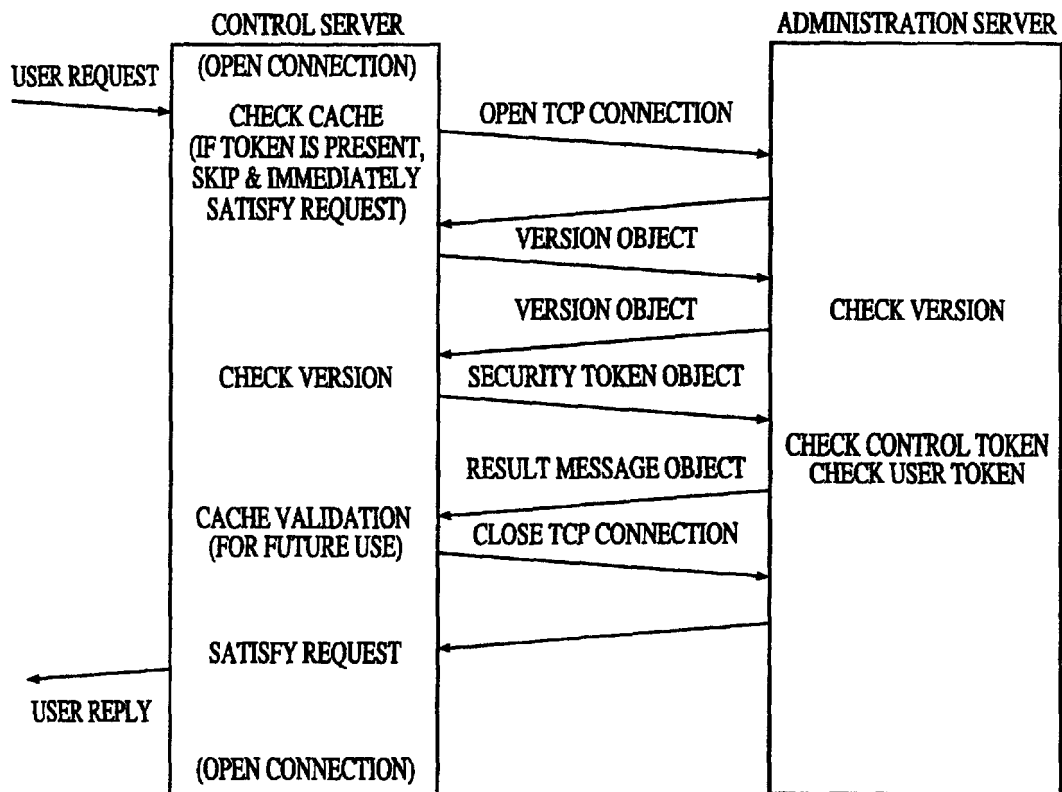 CONTROL SERVER
ADMINISTRATION SERVER
(OPEN CONNECTION)
USER REQUEST
CHECK CACHE
(IF TOKEN IS PRESENT,
SKIP & IMMEDIATELY
SATISFY REQUEST)
OPEN TCP CONNECTION
VERSION OBJECT
VERSION OBJECT
CHECK VERSION
CHECK VERSION
SECURITY TOKEN OBJECT
CHECK CONTROL TOKEN
CHECK USER TOKEN
RESULT MESSAGE OBJECT
CACHE VALIDATION
(FOR FUTURE USE)
CLOSE TCP CONNECTION
SATISFY REQUEST
USER REPLY
(OPEN CONNECTION)